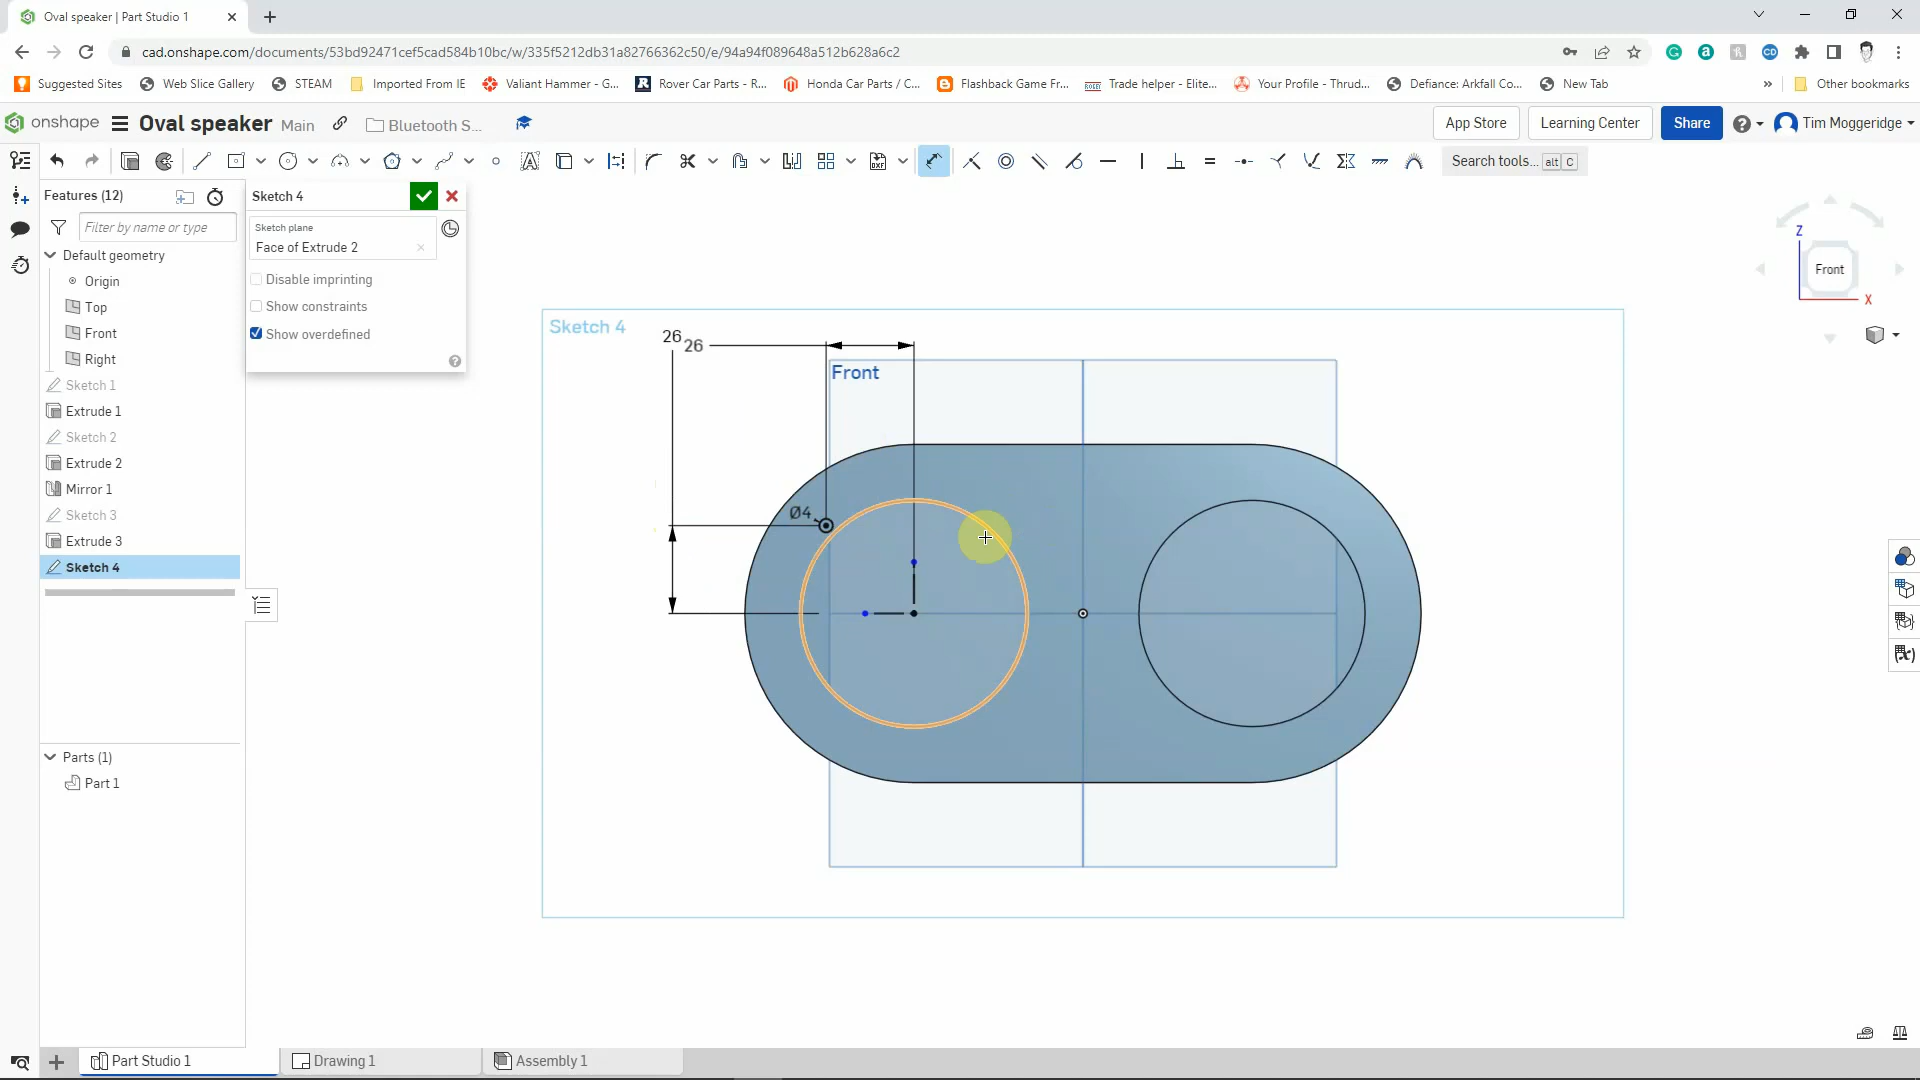 Oval speaker | Part Studio 1
cad.onshape.com/documents/53bd92471cef5cad584b10bc/w/335f5212db31a82766362c50/e/94a94f089648a512b628a6c2
Suggested Sites
Web Slice Gallery
STEAM
Imported From IE
Valiant Hammer - G...
Rover Car Parts - R...
Honda Car Parts / C...
Flashback Game Fr...
Trade helper - Elite...
Your Profile - Thrud...
Defiance: Arkfall Co...
New Tab
»
Other bookmarks
onshape
Oval speaker Main
Bluetooth S...
App Store
Learning Center
Share
Tim Moggeridge
Search tools... alt C
Features (12)
Filter by name or type
Default geometry
Origin
Top
Front
Right
Sketch 1
Extrude 1
Sketch 2
Extrude 2
Mirror 1
Sketch 3
Extrude 3
Sketch 4
Parts (1)
Part 1
Sketch 4
Sketch plane
Face of Extrude 2
Disable imprinting
Show constraints
Show overdefined
Sketch 4
26
26
Front
Ø4
Z
Front
X
Part Studio 1
Drawing 1
Assembly 1